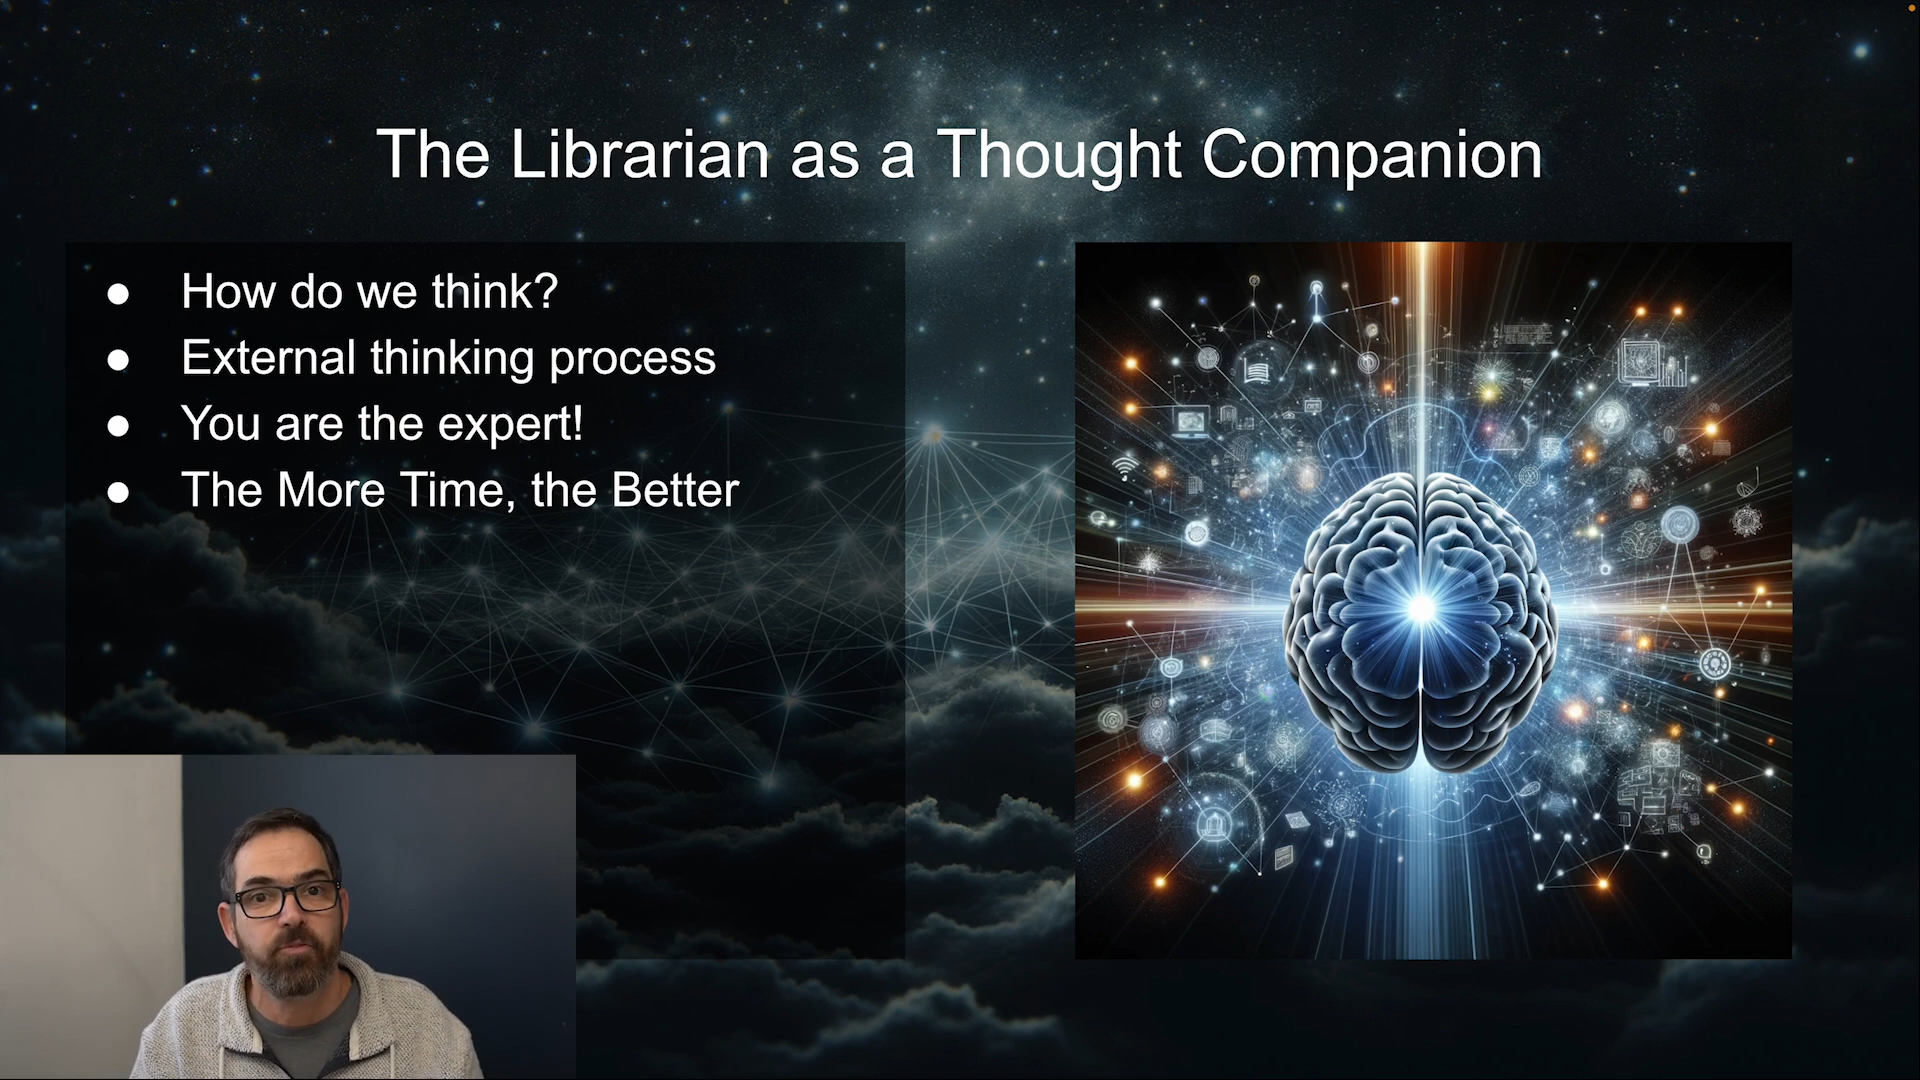 The Librarian as a Thought Companion
● How do we think?
● External thinking process
● You are the expert!
● The More Time, the Better